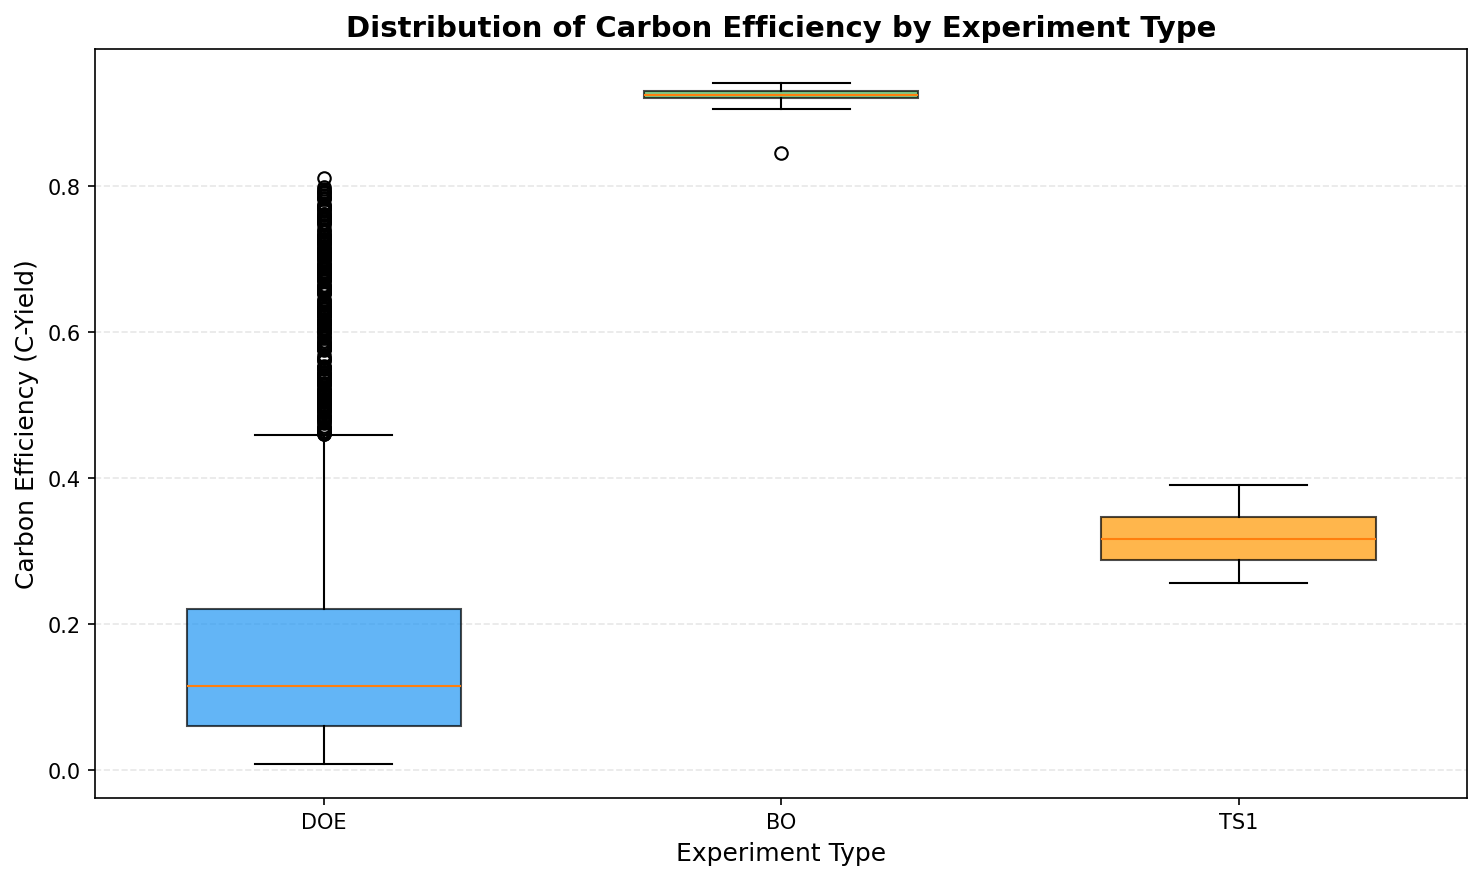 Distribution of Carbon Efficiency by Experiment Type
Carbon Efficiency (C-Yield)
0.8
0.6
0.4
0.2
0.0
DOE
BO
TS1
Experiment Type